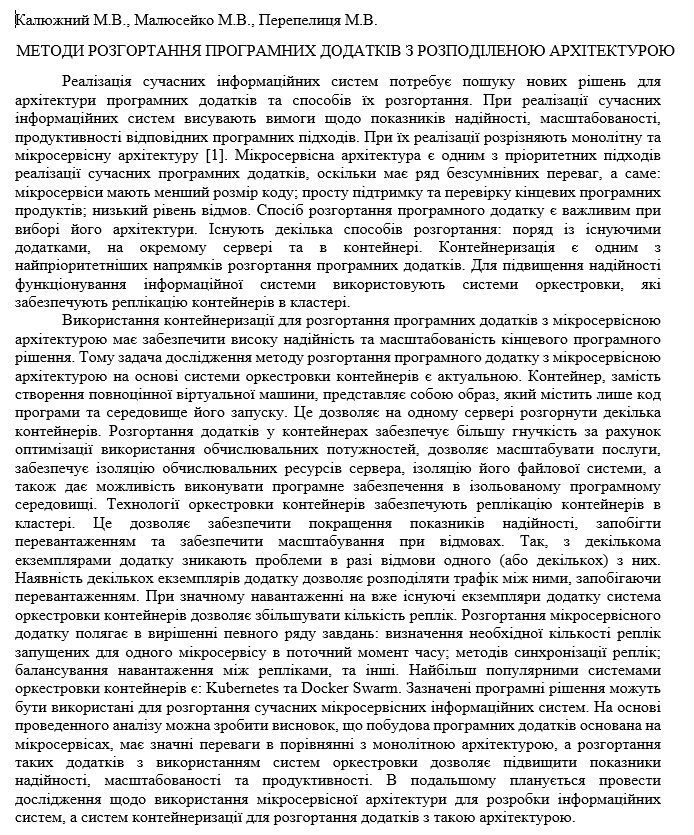 Калюжний М.В., Малюсейко М.В., Перепелиця М.В.
МЕТОДИ РОЗГОРТАННЯ ПРОГРАМНИХ ДОДАТКІВ З РОЗПОДІЛЕНОЮ АРХІТЕКТУРОЮ
Реалізація сучасних інформаційних систем потребує пошуку нових рішень для
архітектури програмних додатків та способів їх розгортання. При реалізації сучасних
інформаційних систем висувають вимоги щодо показників надійності, масштабованості,
продуктивності відповідних програмних підходів. При їх реалізації розрізняють монолітну та
мікросервісну архітектуру [1]. Мікросервісна архітектура є одним з пріоритетних підходів
реалізації сучасних програмних додатків, оскільки має ряд безсумнівних переваг, а саме:
мікросервіси мають менший розмір коду; просту підтримку та перевірку кінцевих програмних
продуктів; низький рівень відмов. Спосіб розгортання програмного додатку є важливим при
виборі його архітектури. Існують декілька способів розгортання: поряд із існуючими
додатками, на окремому сервері та в контейнері. Контейнеризація є одним з
найпріоритетніших напрямків розгортання програмних додатків. Для підвищення надійності
функціонування інформаційної системи використовують системи оркестровки, які
забезпечують реплікацію контейнерів в кластері.
Використання контейнеризації для розгортання програмних додатків з мікросервісною
архітектурою має забезпечити високу надійність та масштабованість кінцевого програмного
рішення. Тому задача дослідження методу розгортання програмного додатку з мікросервісною
архітектурою на основі системи оркестровки контейнерів є актуальною. Контейнер, замість
створення повноцінної віртуальної машини, представляє собою образ, який містить лише код
програми та середовище його запуску. Це дозволяє на одному сервері розгорнути декілька
контейнерів. Розгортання додатків у контейнерах забезпечує більшу гнучкість за рахунок
оптимізації використання обчислювальних потужностей, дозволяє масштабувати послуги,
забезпечує ізоляцію обчислювальних ресурсів сервера, ізоляцію його файлової системи, а
також дає можливість виконувати програмне забезпечення в ізольованому програмному
середовищі. Технології оркестровки контейнерів забезпечують реплікацію контейнерів в
кластері. Це дозволяє забезпечити покращення показників надійності, запобігти
перевантаженням та забезпечити масштабування при відмовах. Так, з декількома
екземплярами додатку зникають проблеми в разі відмови одного (або декількох) з них.
Наявність декількох екземплярів додатку дозволяє розподіляти трафік між ними, запобігаючи
перевантаженням. При значному навантаженні на вже існуючі екземпляри додатку система
оркестровки контейнерів дозволяє збільшувати кількість реплік. Розгортання мікросервісного
додатку полягає в вирішенні певного ряду завдань: визначення необхідної кількості реплік
запущених для одного мікросервісу в поточний момент часу; методів синхронізації реплік;
балансування навантаження між репліками, та інші. Найбільш популярними системами
оркестровки контейнерів є: Kubernetes та Docker Swarm. Зазначені програмні рішення можуть
бути використані для розгортання сучасних мікросервісних інформаційних систем. На основі
проведенного аналізу можна зробити висновок, що побудова програмних додатків основана на
мікросервісах, має значні переваги в порівнянні з монолітною архітектурою, а розгортання
таких додатків з використанням систем оркестровки дозволяє підвищити показники
надійності, масштабованості та продуктивності. В подальшому планується провести
дослідження щодо використання мікросервісної архітектури для розробки інформаційних
систем, а систем контейнеризації для розгортання додатків з такою архітектурою.